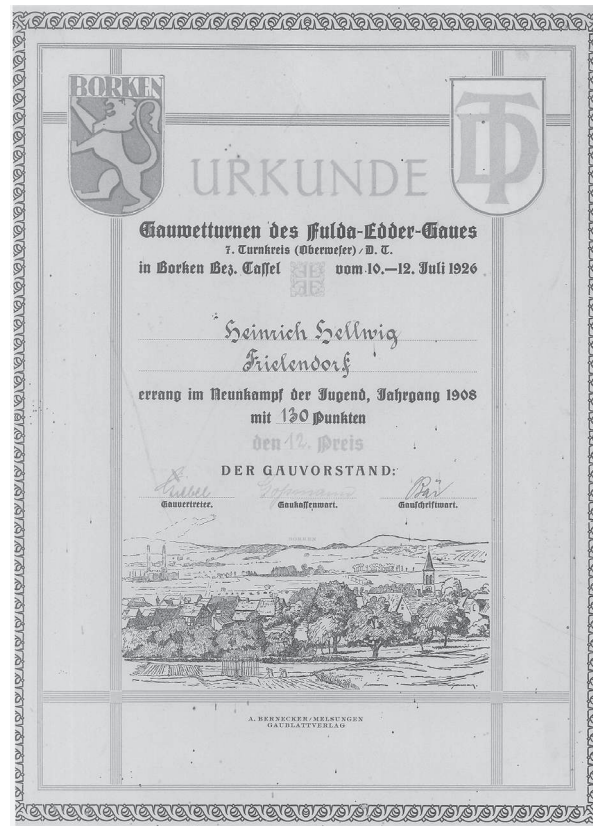 BORKEN
DT
URKUNDE
Gauwetturnen des Fulda-Edder-Gaues
7. Turnkreis (Oberweser) / D. T.
in Borken Bez. Cassel vom 10.—12. Juli 1926
Heinrich Hellwig
Frielendorf
errang im Neunkampf der Jugend, Jahrgang 1908
mit 130 Punkten
den 12. Preis
DER GAUVORSTAND:
Bär
Gauvertreter. Gaukassenwart. Gauschriftwart.
A. BERNECKER / MELSUNGEN
GAUBLATTVERLAG